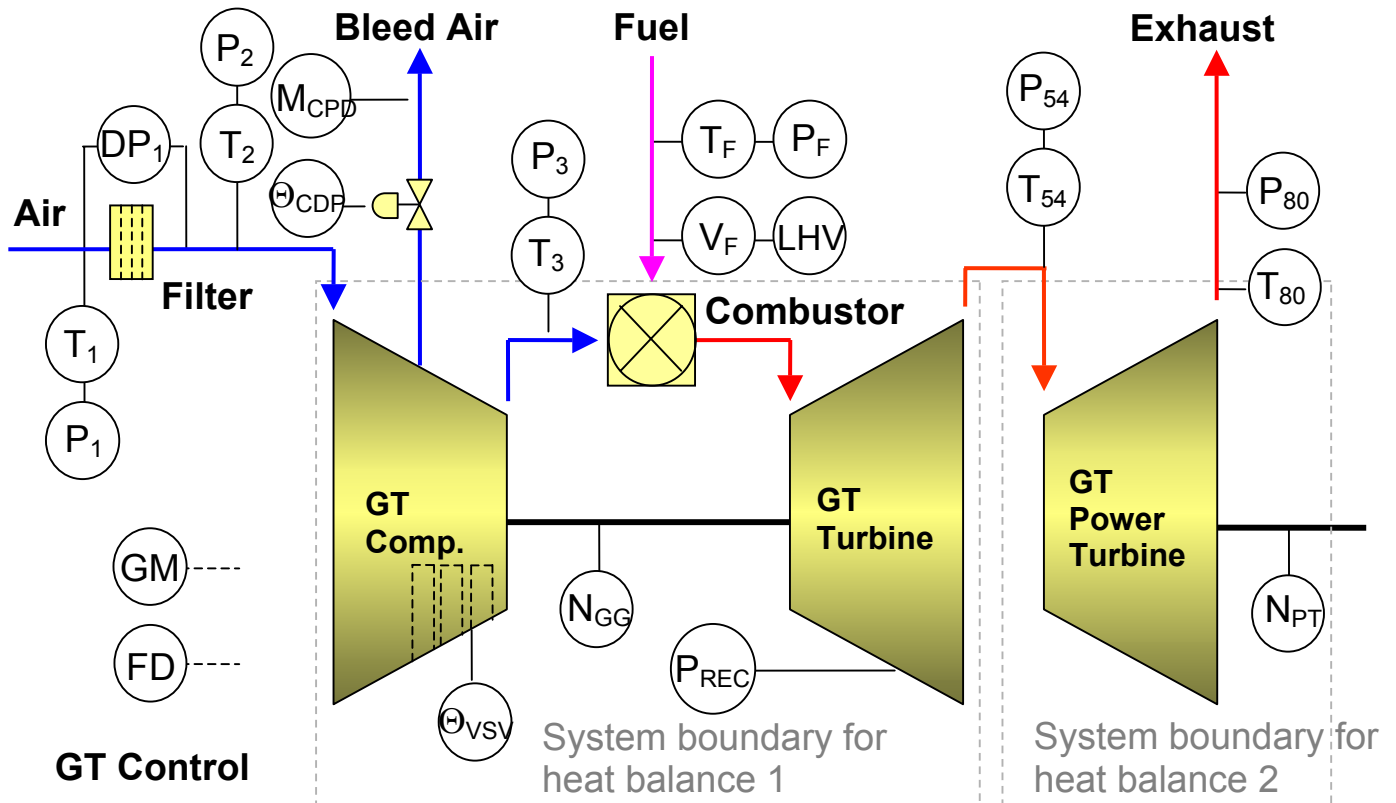 Bleed Air
Fuel
Exhaust
P2
MCPD
DP1
T2
P54
TF
PF
P3
ΘCDP
T54
P80
Air
VF
LHV
T3
Filter
T80
Combustor
T1
P1
GT
Comp.
GT
Turbine
GT
Power
Turbine
GM
NGG
NPT
FD
PREC
ΘVSV
System boundary for
heat balance 1
System boundary for
heat balance 2
GT Control